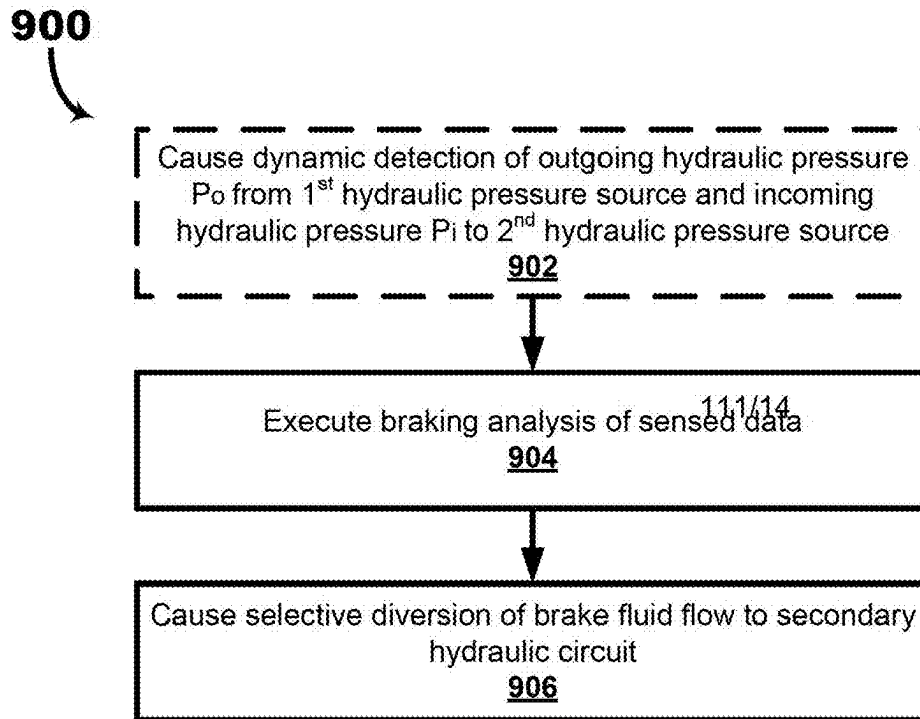 900
Cause dynamic detection of outgoing hydraulic pressure
Po from 1st hydraulic pressure source and incoming
hydraulic pressure Pi to 2nd hydraulic pressure source
902
111/14
Execute braking analysis of sensed data
904
Cause selective diversion of brake fluid flow to secondary
hydraulic circuit
906